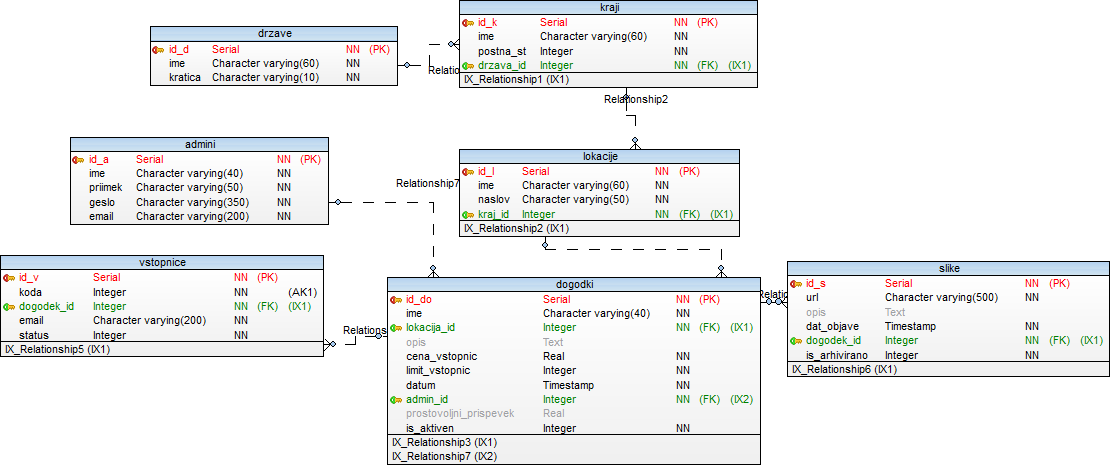 kraji
id_k Serial NN (PK)
ime Character varying(60) NN
postna_st Integer NN
drzava_id Integer NN (FK) (IX1)
IX_Relationship1 (IX1)
drzave
id_d Serial NN (PK)
ime Character varying(60) NN
kratica Character varying(10) NN
Relation
Relationship2
admini
id_a Serial NN (PK)
ime Character varying(40) NN
priimek Character varying(50) NN
geslo Character varying(350) NN
email Character varying(200) NN
Relationship7
lokacije
id_l Serial NN (PK)
ime Character varying(60) NN
naslov Character varying(50) NN
kraj_id Integer NN (FK) (IX1)
IX_Relationship2 (IX1)
vstopnice
id_v Serial NN (PK)
koda Integer NN (AK1)
dogodek_id Integer NN (FK) (IX1)
email Character varying(200) NN
status Integer NN
IX_Relationship5 (IX1)
Relations
dogodki
id_do Serial NN (PK)
ime Character varying(40) NN
lokacija_id Integer NN (FK) (IX1)
opis Text
cena_vstopnic Real NN
limit_vstopnic Integer NN
datum Timestamp NN
admin_id Integer NN (FK) (IX2)
prostovoljni_prispevek Real
is_aktiven Integer NN
IX_Relationship3 (IX1)
IX_Relationship7 (IX2)
Relatio
slike
id_s Serial NN (PK)
url Character varying(500) NN
opis Text
dat_objave Timestamp NN
dogodek_id Integer NN (FK) (IX1)
is_arhivirano Integer NN
IX_Relationship6 (IX1)